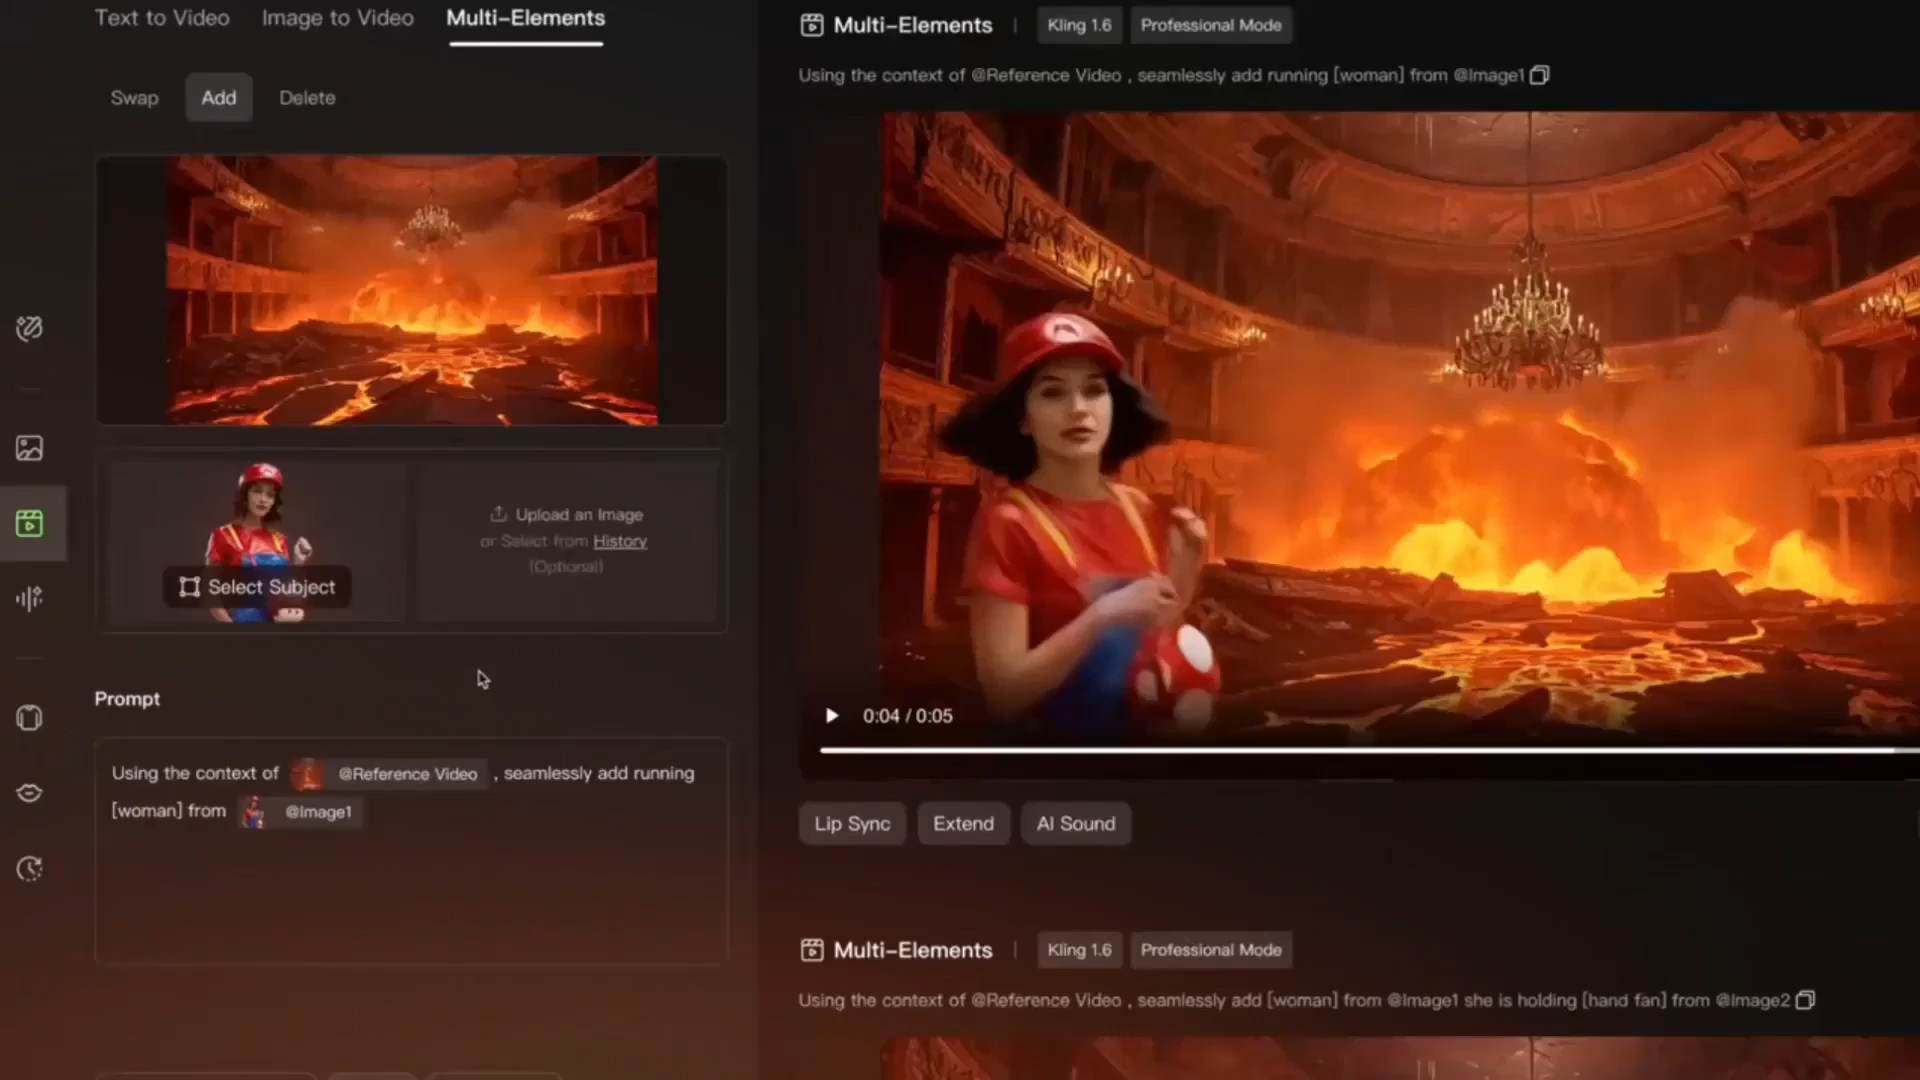 Text to Video
Image to Video
Multi-Elements
Swap
Add
Delete
Select Subject
Upload an Image
or Select from History
(Optional)
Prompt
Using the context of @Reference Video , seamlessly add running
[woman] from @Image1
Multi-Elements | Kling 1.6 Professional Mode
Using the context of @Reference Video , seamlessly add running [woman] from @Image1
M
0:04 / 0:05
Lip Sync
Extend
AI Sound
Multi-Elements | Kling 1.6 Professional Mode
Using the context of @Reference Video , seamlessly add [woman] from @Image1 she is holding [hand fan] from @Image2